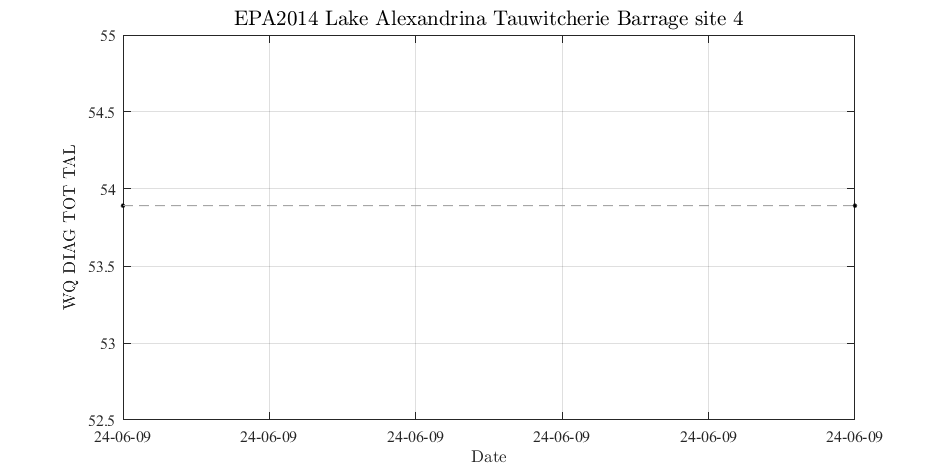 EPA2014 Lake Alexandrina Tauwitcherie Barrage site 4
55
54.5
54
53.5
53
52.5
WQ DIAG TOT TAL
24-06-09 24-06-09 24-06-09 24-06-09 24-06-09 24-06-09
Date